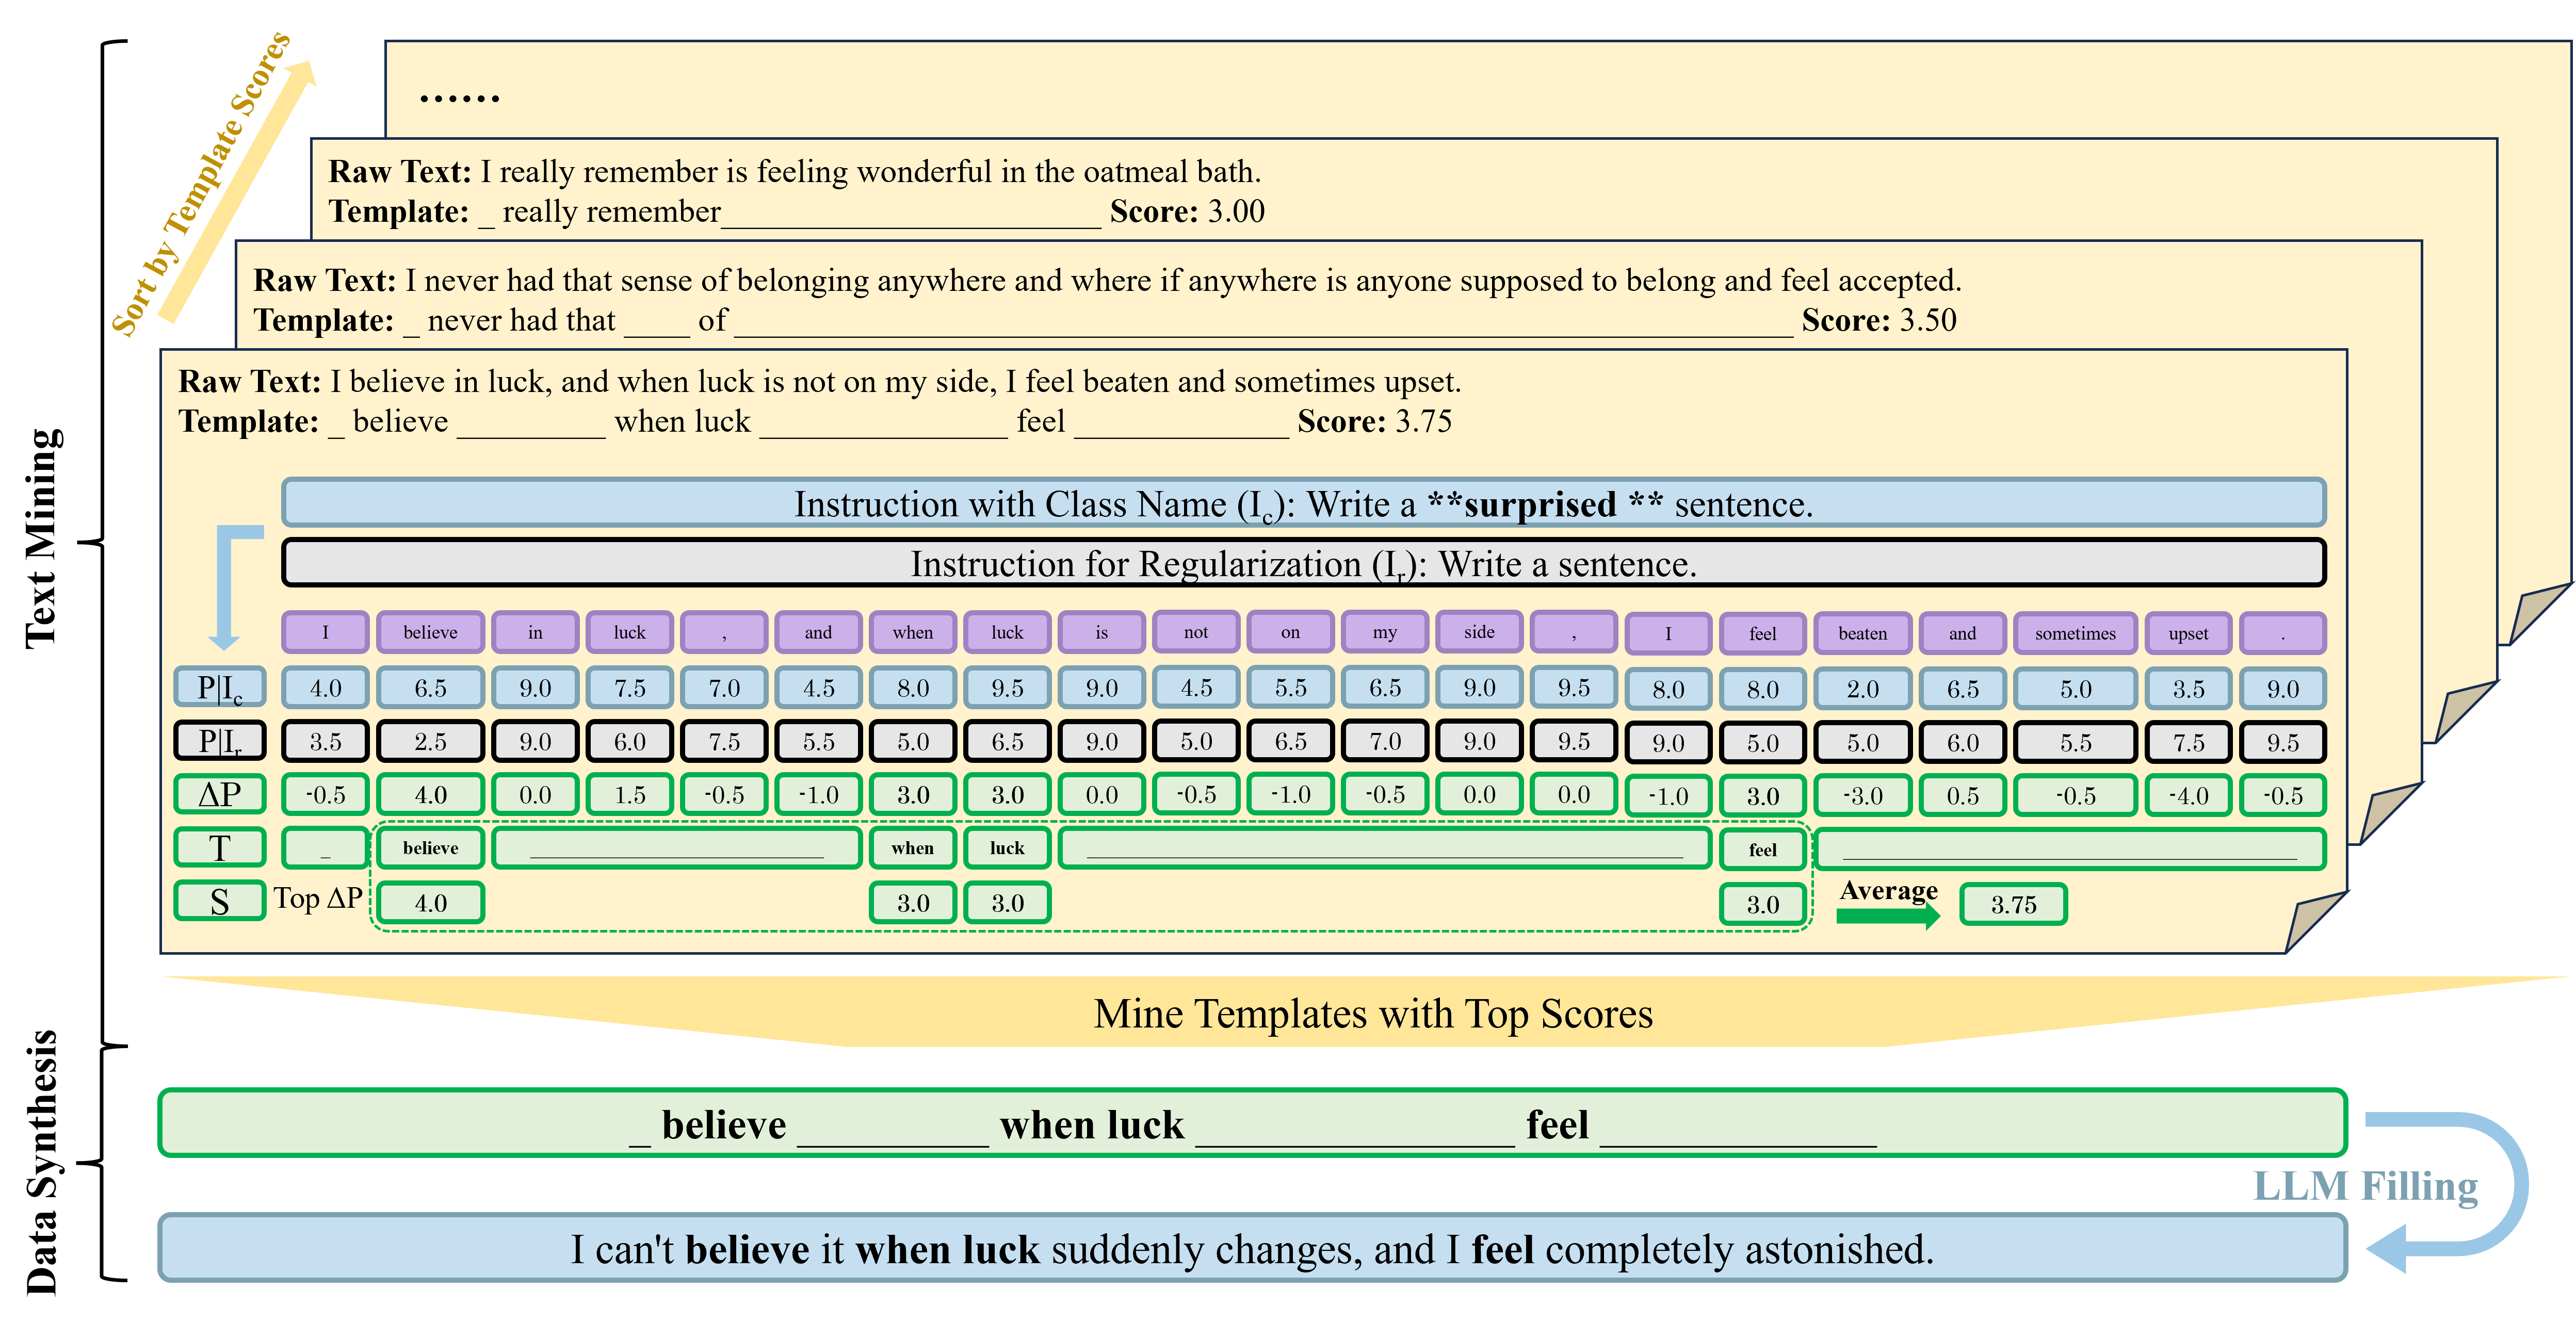 Text Mining
Data Synthesis
Sort by Template Scores
......
Raw Text: I really remember is feeling wonderful in the oatmeal bath.
Template: _ really remember_______________________ Score: 3.00
Raw Text: I never had that sense of belonging anywhere and where if anywhere is anyone supposed to belong and feel accepted.
Template: _ never had that ____ of ________________________________________________________________ Score: 3.50
Raw Text: I believe in luck, and when luck is not on my side, I feel beaten and sometimes upset.
Template: _ believe _________ when luck _______________ feel _____________ Score: 3.75
Instruction with Class Name (Ic): Write a **surprised ** sentence.
Instruction for Regularization (Ir): Write a sentence.
I believe in luck , and when luck is not on my side , I feel beaten and sometimes upset .
P|Ic 4.0 6.5 9.0 7.5 7.0 4.5 8.0 9.5 9.0 4.5 5.5 6.5 9.0 9.5 8.0 8.0 2.0 6.5 5.0 3.5 9.0
P|Ir 3.5 2.5 9.0 6.0 7.5 5.5 5.0 6.5 9.0 5.0 6.5 7.0 9.0 9.5 9.0 5.0 5.0 6.0 5.5 7.5 9.5
ΔP -0.5 4.0 0.0 1.5 -0.5 -1.0 3.0 3.0 0.0 -0.5 -1.0 -0.5 0.0 0.0 -1.0 3.0 -3.0 0.5 -0.5 -4.0 -0.5
T _ believe __________________ when luck ____________________________________ feel ____________________________
S Top ΔP 4.0 3.0 3.0 3.0 Average 3.75
Mine Templates with Top Scores
_ believe _________ when luck _______________ feel _____________
LLM Filling
I can't believe it when luck suddenly changes, and I feel completely astonished.